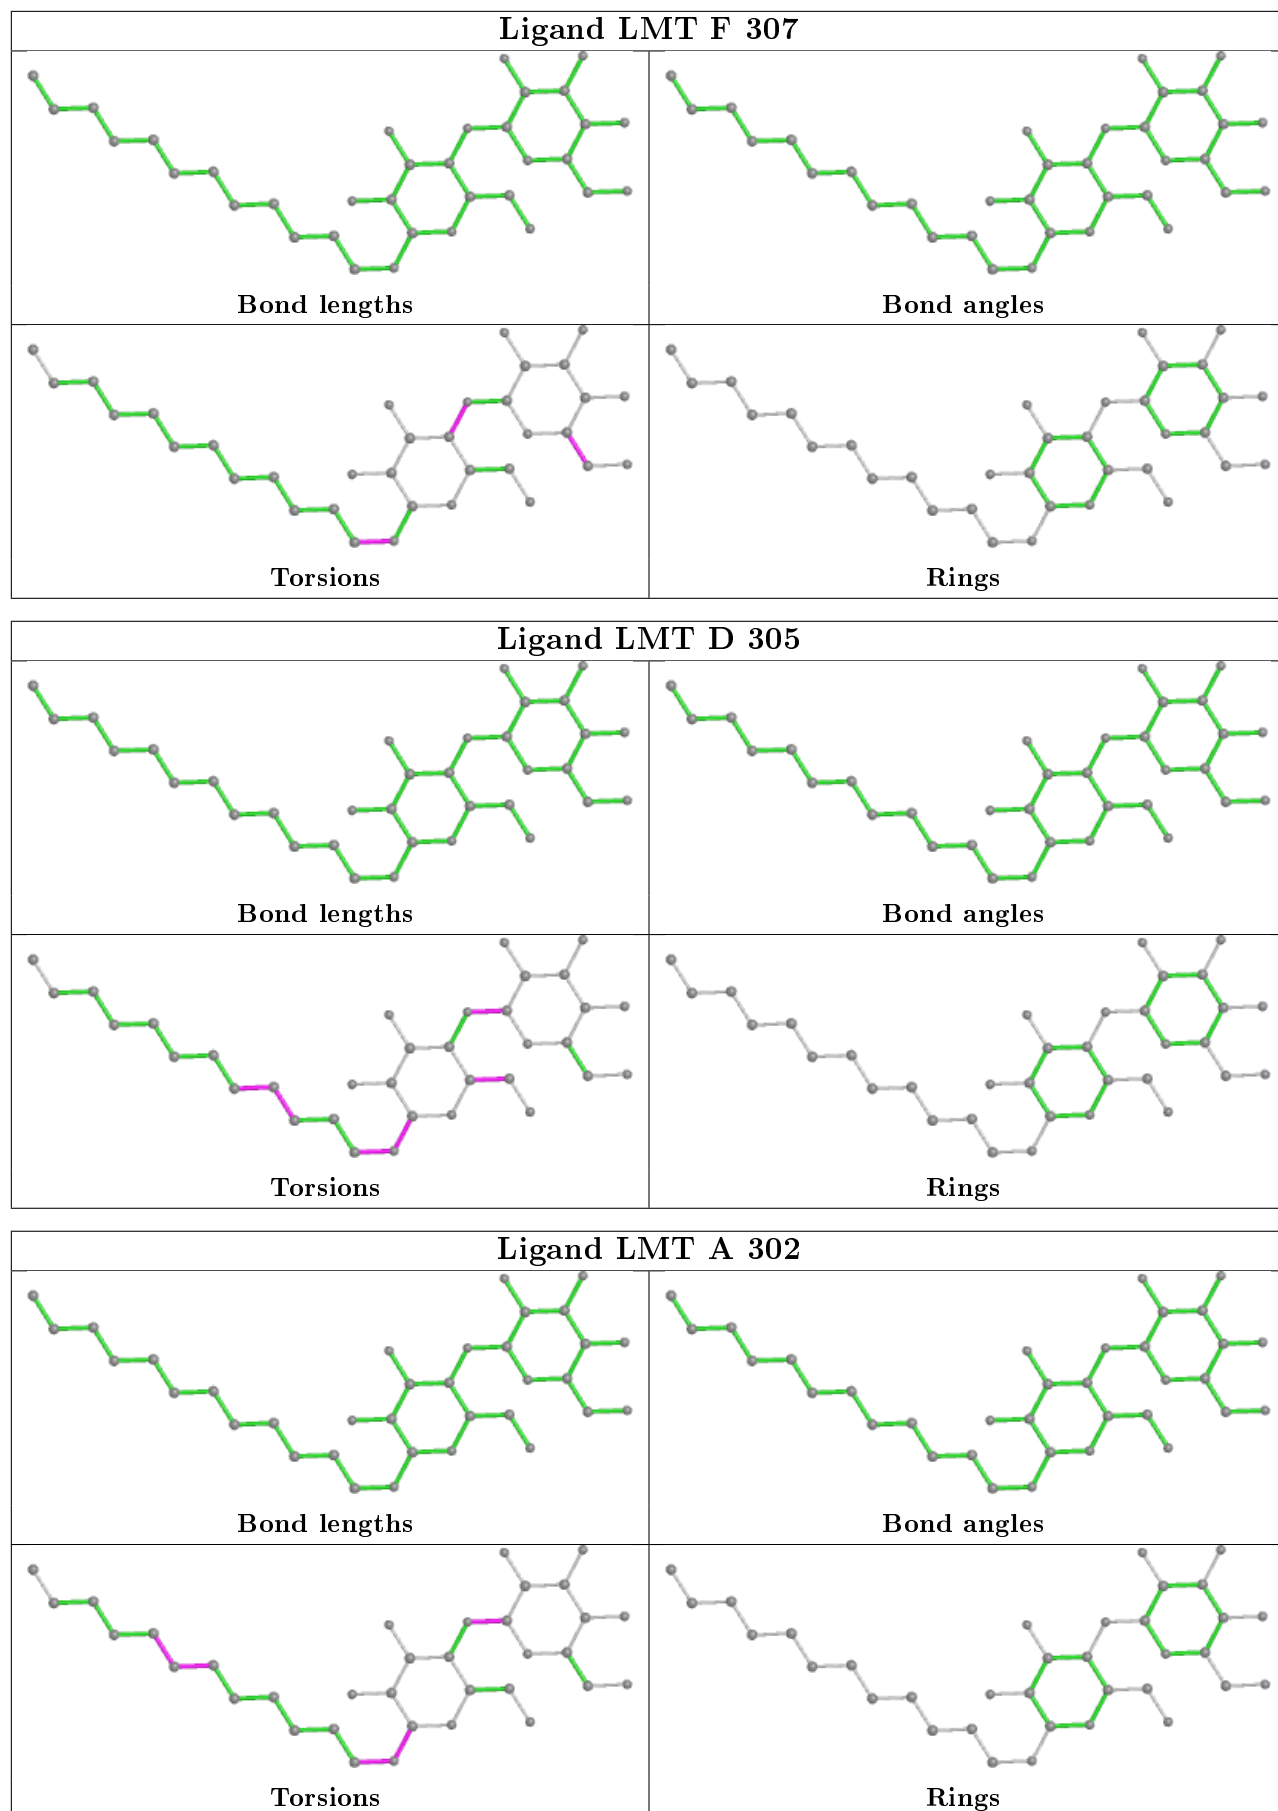 Ligand LMT F 307
Bond lengths
Bond angles
Torsions
Rings
Ligand LMT D 305
Bond lengths
Bond angles
Torsions
Rings
Ligand LMT A 302
Bond lengths
Bond angles
Torsions
Rings